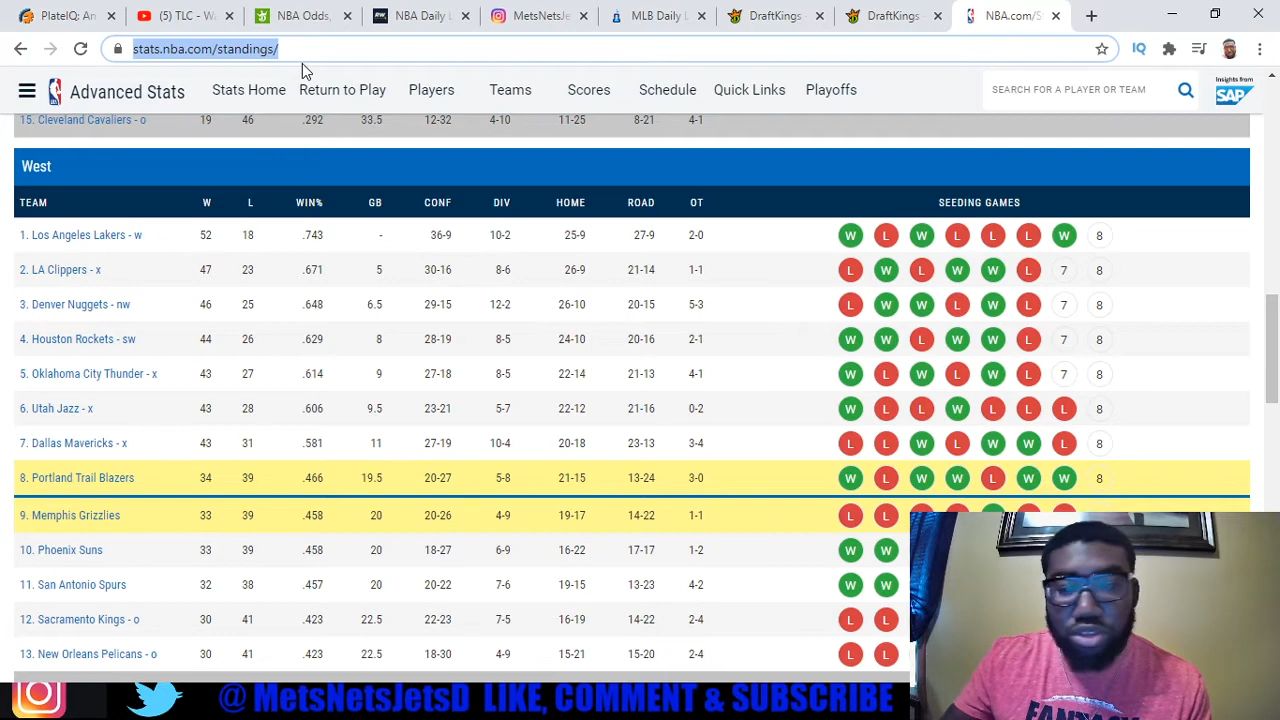 PlateIQ: An
(5) TLC - W
NBA Odds,
NBA Daily L
MetsNetsJe
MLB Daily L
DraftKings
DraftKings
NBA.com/S
stats.nba.com/standings/
IQ
Advanced Stats
Stats Home
Return to Play
Players
Teams
Scores
Schedule
Quick Links
Playoffs
SEARCH FOR A PLAYER OR TEAM
Insights from
SAP
15. Cleveland Cavaliers - o 19 46 .292 33.5 12-32 4-10 11-25 8-21 4-1
West
TEAM W L WIN% GB CONF DIV HOME ROAD OT SEEDING GAMES
1. Los Angeles Lakers - w 52 18 .743 - 36-9 10-2 25-9 27-9 2-0 W L W L L L W 8
2. LA Clippers - x 47 23 .671 5 30-16 8-6 26-9 21-14 1-1 L W L W W L 7 8
3. Denver Nuggets - nw 46 25 .648 6.5 29-15 12-2 26-10 20-15 5-3 L W W L W L 7 8
4. Houston Rockets - sw 44 26 .629 8 28-19 8-5 24-10 20-16 2-1 W W L W W L 7 8
5. Oklahoma City Thunder - x 43 27 .614 9 27-18 8-5 22-14 21-13 4-1 W L W L W L 7 8
6. Utah Jazz - x 43 28 .606 9.5 23-21 5-7 22-12 21-16 0-2 W L L W L L L 8
7. Dallas Mavericks - x 43 31 .581 11 27-19 10-4 20-18 23-13 3-4 L L W L W W L 8
8. Portland Trail Blazers 34 39 .466 19.5 20-27 5-8 21-15 13-24 3-0 W L W W L W W 8
9. Memphis Grizzlies 33 39 .458 20 20-26 4-9 19-17 14-22 1-1 L L
10. Phoenix Suns 33 39 .458 20 18-27 6-9 16-22 17-17 1-2 W W
11. San Antonio Spurs 32 38 .457 20 20-22 7-6 19-15 13-23 4-2 W W
12. Sacramento Kings - o 30 41 .423 22.5 22-23 7-5 16-19 14-22 2-4 L L
13. New Orleans Pelicans - o 30 41 .423 22.5 18-30 4-9 15-21 15-20 2-4 L L
@ MetsNetsJetsD LIKE, COMMENT & SUBSCRIBE